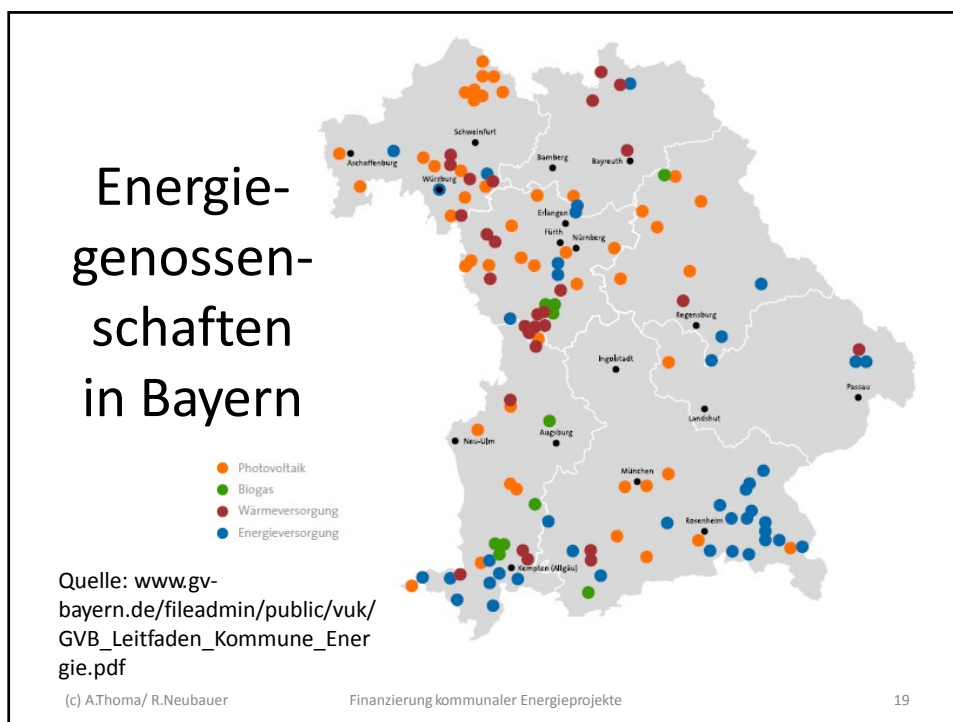 Energie-
genossen-
schaften
in Bayern
Schweinfurt
Aschaffenburg
Bamberg
Bayreuth
Würzburg
Erlangen
Fürth
Nürnberg
Regensburg
Ingolstadt
Passau
Landshut
Neu-Ulm
Augsburg
München
Rosenheim
Kempten (Allgäu)
Photovoltaik
Biogas
Wärmeversorgung
Energieversorgung
Quelle: www.gv-
bayern.de/fileadmin/public/vuk/
GVB_Leitfaden_Kommune_Ener
gie.pdf
(c) A.Thoma/ R.Neubauer
Finanzierung kommunaler Energieprojekte
19